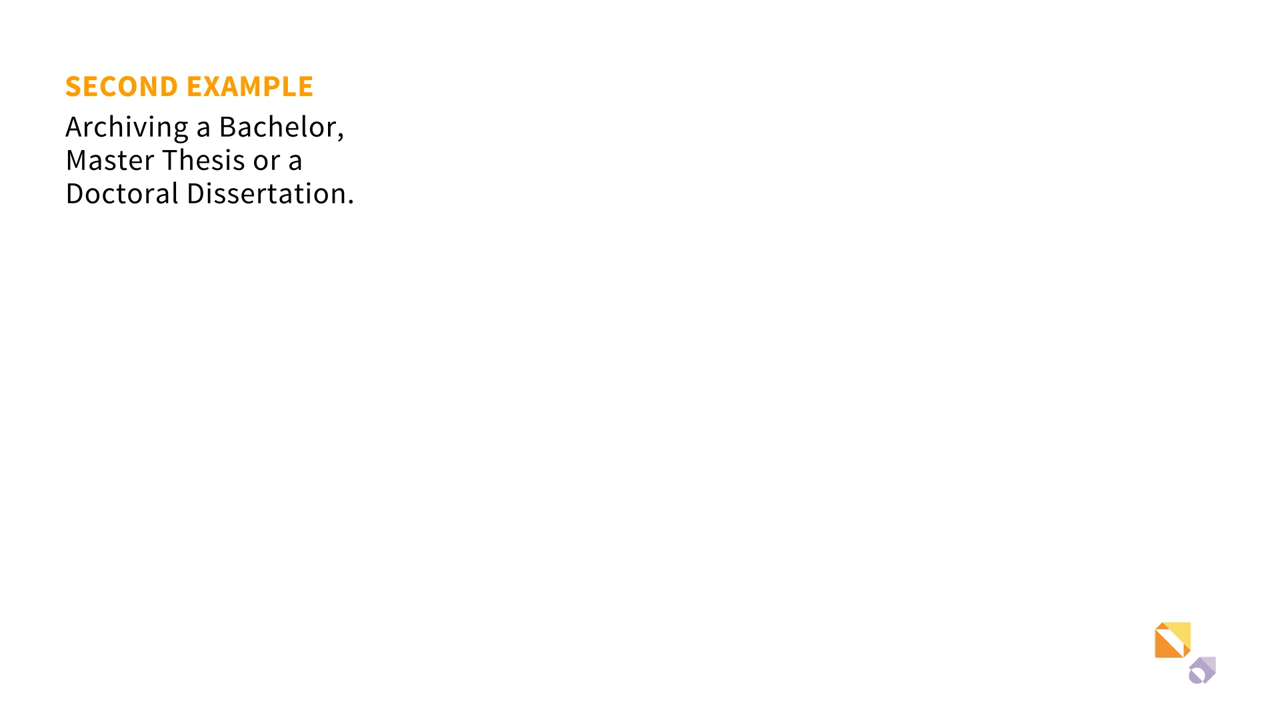 SECOND EXAMPLE
Archiving a Bachelor,
Master Thesis or a
Doctoral Dissertation.